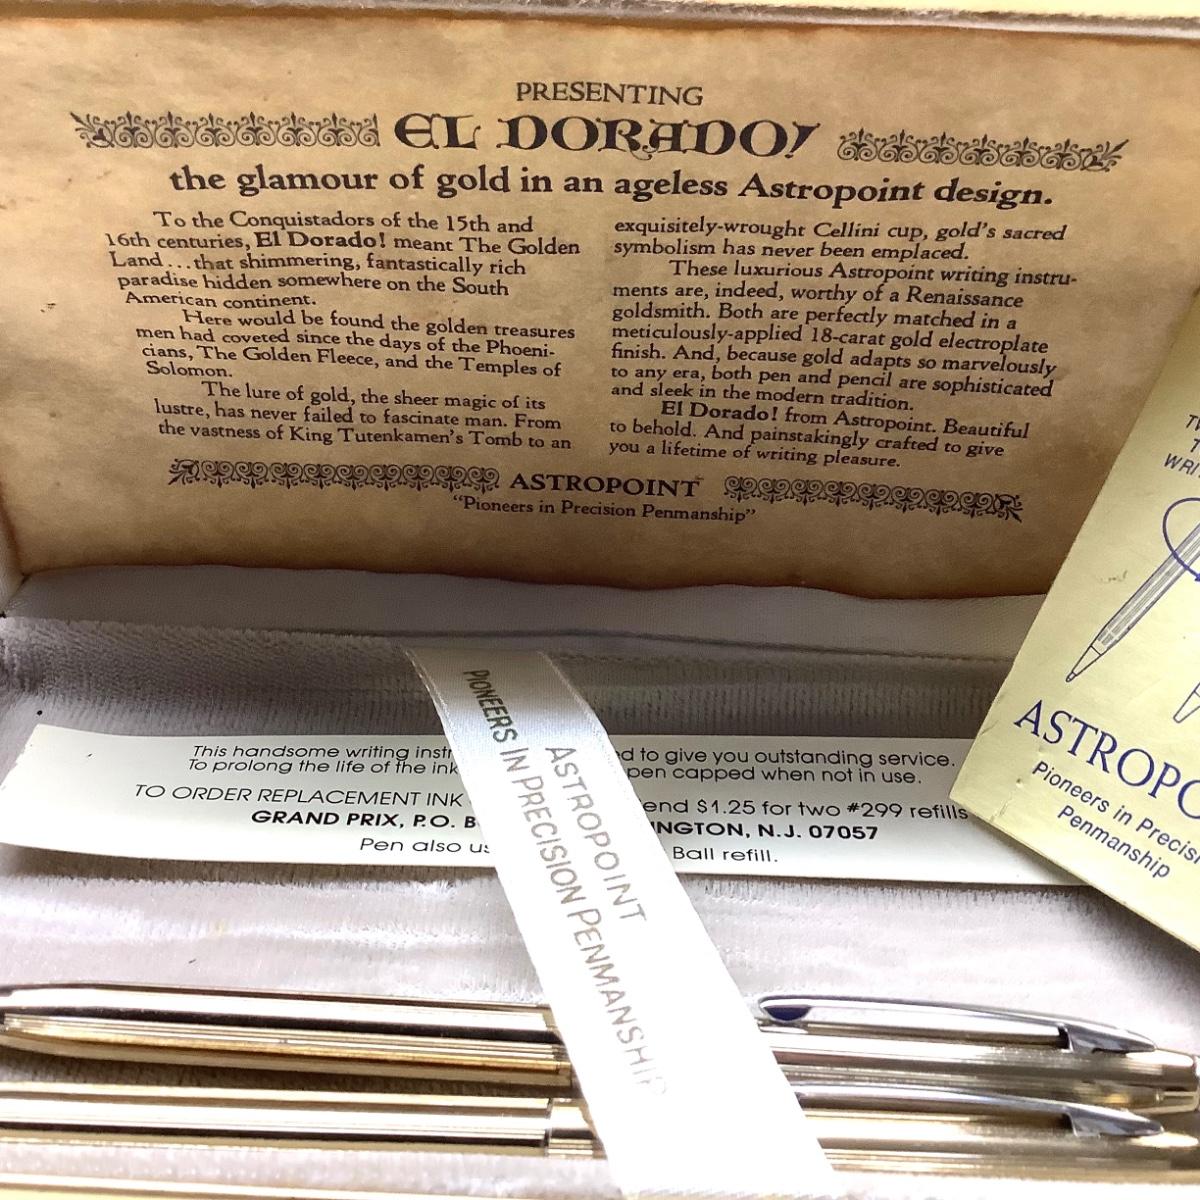 PRESENTING
EL DORADO!
the glamour of gold in an ageless Astropoint design.
To the Conquistadors of the 15th and
16th centuries, El Dorado! meant The Golden
Land...that shimmering, fantastically rich
paradise hidden somewhere on the South
American continent.
Here would be found the golden treasures
men had coveted since the days of the Phoeni-
cians, The Golden Fleece, and the Temples of
Solomon.
The lure of gold, the sheer magic of its
lustre, has never failed to fascinate man. From
the vastness of King Tutenkamen's Tomb to an
exquisitely-wrought Cellini cup, gold's sacred
symbolism has never been emplaced.
These luxurious Astropoint writing instru-
ments are, indeed, worthy of a Renaissance
goldsmith. Both are perfectly matched in a
meticulously-applied 18-carat gold electroplate
finish. And, because gold adapts so marvelously
to any era, both pen and pencil are sophisticated
and sleek in the modern tradition.
El Dorado! from Astropoint. Beautiful
to behold. And painstakingly crafted to give
you a lifetime of writing pleasure.
ASTROPOINT
"Pioneers in Precision Penmanship"
This handsome writing instr d to give you outstanding service.
To prolong the life of the ink pen capped when not in use.
TO ORDER REPLACEMENT INK end $1.25 for two #299 refills
GRAND PRIX, P.O. B NGTON, N.J. 07057
Pen also us Ball refill.
ASTROPOINT
PIONEERS IN PRECISION PENMANSHIP
WRI
ASTROPO
Pioneers in Precis
Penmanship